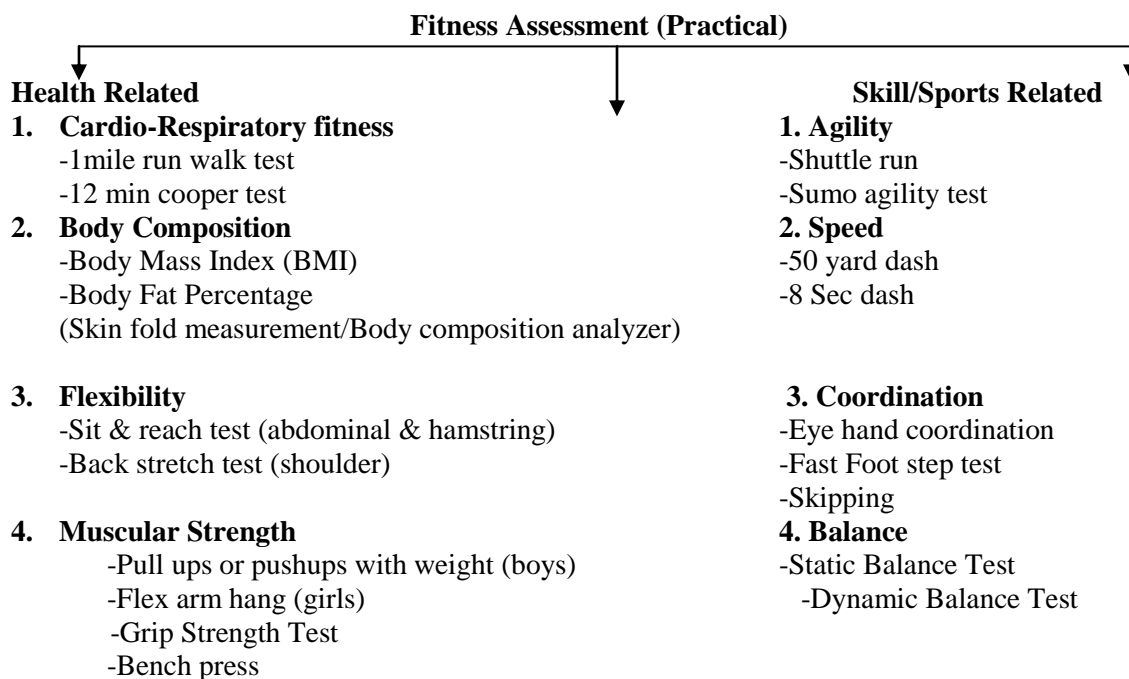 Fitness Assessment (Practical)
Health Related
1. Cardio-Respiratory fitness
-1mile run walk test
-12 min cooper test
2. Body Composition
-Body Mass Index (BMI)
-Body Fat Percentage
(Skin fold measurement/Body composition analyzer)
3. Flexibility
-Sit & reach test (abdominal & hamstring)
-Back stretch test (shoulder)
4. Muscular Strength
-Pull ups or pushups with weight (boys)
-Flex arm hang (girls)
-Grip Strength Test
-Bench press
Skill/Sports Related
1. Agility
-Shuttle run
-Sumo agility test
2. Speed
-50 yard dash
-8 Sec dash
3. Coordination
-Eye hand coordination
-Fast Foot step test
-Skipping
4. Balance
-Static Balance Test
-Dynamic Balance Test